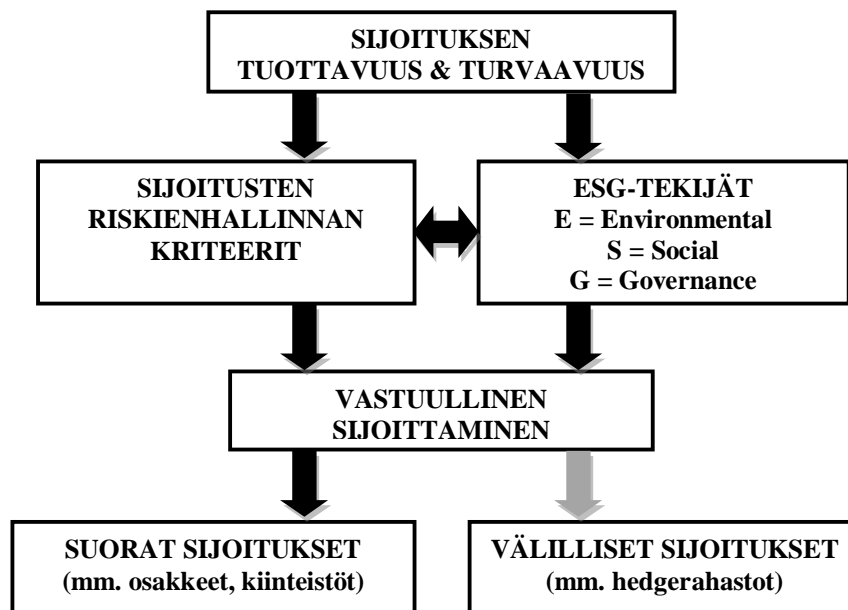 SIJOITUKSEN
TUOTTAVUUS & TURVAAVUUS
SIJOITUSTEN
RISKIENHALLINNAN
KRITEERIT
ESG-TEKIJÄT
E = Environmental
S = Social
G = Governance
VASTUULLINEN
SIJOITTAMINEN
SUORAT SIJOITUKSET
(mm. osakkeet, kiinteistöt)
VÄLILLISET SIJOITUKSET
(mm. hedgerahastot)